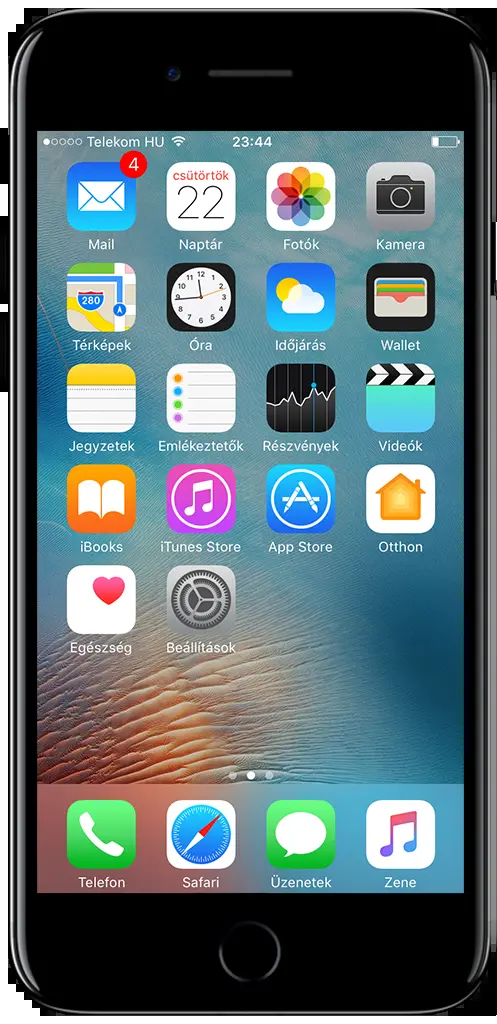 Telekom HU 23:44
4
csütörtök
22
Mail Naptár Fotók Kamera
280
12
Térképek Óra Időjárás Wallet
Jegyzetek Emlékeztetők Részvények Videók
iBooks iTunes Store App Store Otthon
Egészség Beállítások
Telefon Safari Üzenetek Zene